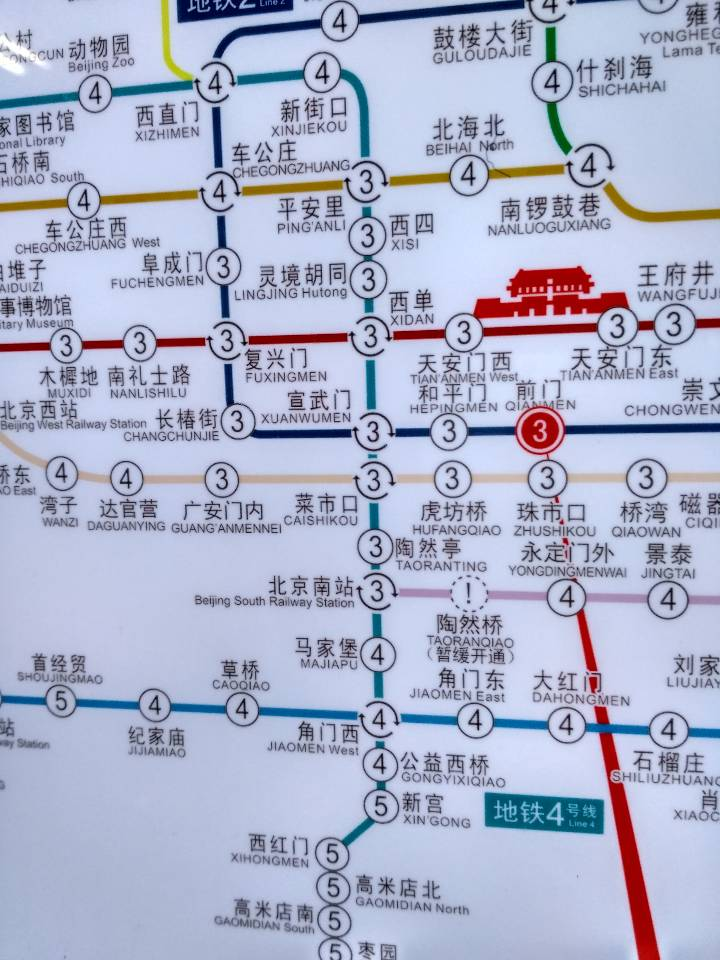 地铁2
Line 2
4
4
鼓楼大街
GULOUDAJIE
雍
YONGHEG
Lama Te
公村
ONGCUN
动物园
Beijing Zoo
4
4
西直门
XIZHIMEN
4
新街口
XINJIEKOU
4
什刹海
SHICHAHAI
家图书馆
onal Library
石桥南
HIQIAO South
4
车公庄西
CHEGONGZHUANG West
4
车公庄
CHEGONGZHUANG
3
平安里
PING'ANLI
北海北
BEIHAI North
4
4
南锣鼓巷
NANLUOGUXIANG
3
西四
XISI
阜成门
FUCHENGMEN
3
灵境胡同
LINGJING Hutong
3
堆子
AIDUIZI
事博物馆
itary Museum
3
木樨地
MUXIDI
3
南礼士路
NANLISHILU
3
复兴门
FUXINGMEN
西单
XIDAN
3
3
天安门西
TIAN'ANMEN West
3
天安门东
TIAN'ANMEN East
王府井
WANGFUJI
3
北京西站
Beijing West Railway Station
长椿街
CHANGCHUNJIE
3
宣武门
XUANWUMEN
3
和平门
HEPINGMEN
3
前门
QIANMEN
3
崇文
CHONGWEN
桥东
AO East
4
湾子
WANZI
4
达官营
DAGUANYING
3
广安门内
GUANG'ANMENNEI
菜市口
CAISHIKOU
3
3
虎坊桥
HUFANGQIAO
3
珠市口
ZHUSHIKOU
3
桥湾
QIAOWAN
磁器
CIQI
3
陶然亭
TAORANTING
北京南站
Beijing South Railway Station
3
!
陶然桥
TAORANQIAO
(暂缓开通)
永定门外
YONGDINGMENWAI
4
景泰
JINGTAI
4
马家堡
MAJIAPU
4
首经贸
SHOUJINGMAO
5
站
way Station
4
纪家庙
JIJIAMIAO
草桥
CAOQIAO
4
角门西
JIAOMEN West
4
角门东
JIAOMEN East
4
大红门
DAHONGMEN
4
刘家
LIUJIAY
4
石榴庄
SHILIUZHUANG
肖
XIAOC
4
公益西桥
GONGYIXIQIAO
5
新宫
XIN'GONG
地铁4号线
Line 4
西红门
XIHONGMEN
5
5
高米店北
GAOMIDIAN North
高米店南
GAOMIDIAN South
5
5
枣园